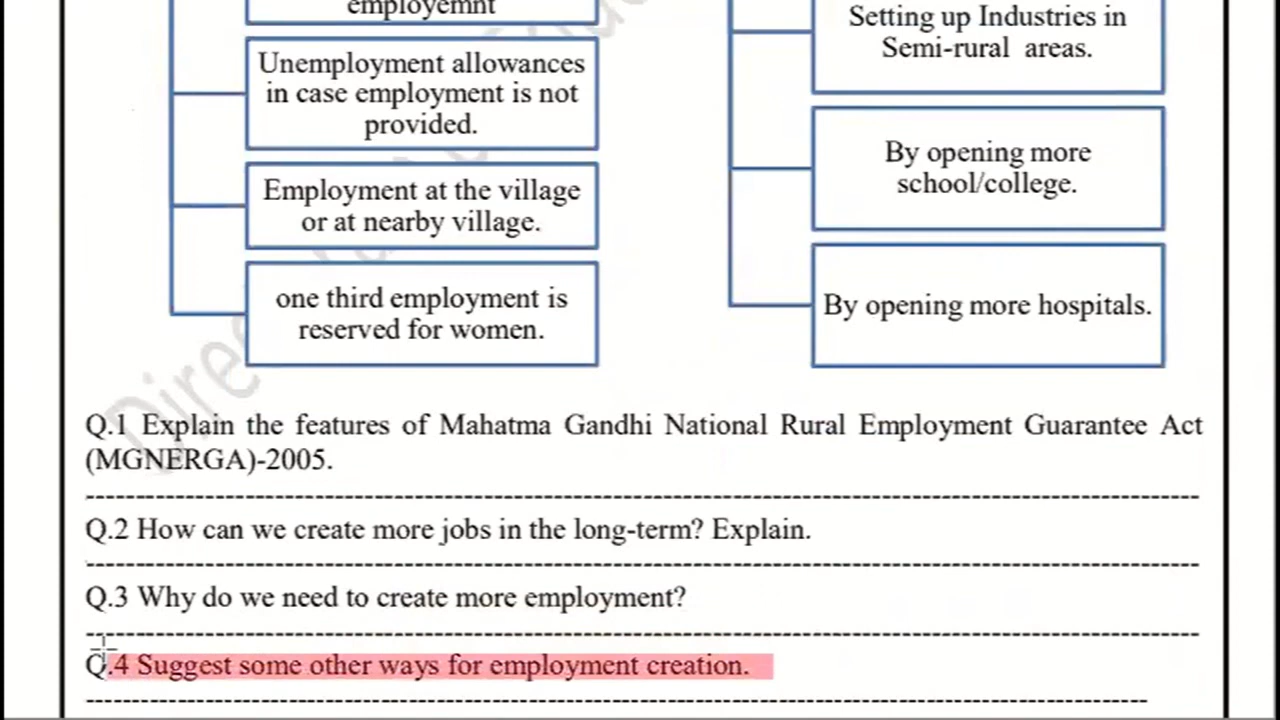 employemnt
Unemployment allowances
in case employment is not
provided.
Employment at the village
or at nearby village.
one third employment is
reserved for women.
Setting up Industries in
Semi-rural areas.
By opening more
school/college.
By opening more hospitals.
Q.1 Explain the features of Mahatma Gandhi National Rural Employment Guarantee Act
(MGNERGA)-2005.
Q.2 How can we create more jobs in the long-term? Explain.
Q.3 Why do we need to create more employment?
Q.4 Suggest some other ways for employment creation.